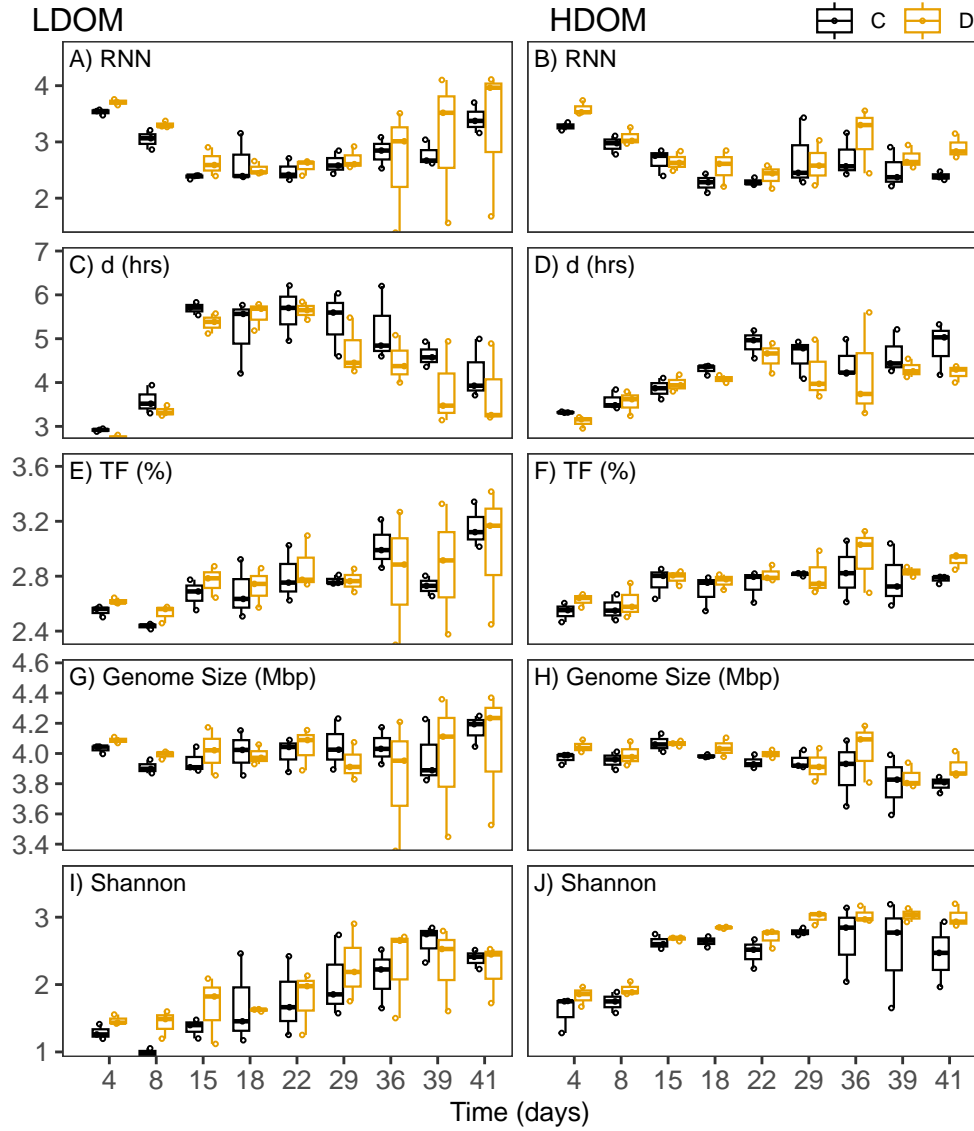 LDOM HDOM C D
A) RNN B) RNN
4
3
2
C) d (hrs) D) d (hrs)
7
6
5
4
3
E) TF (%) F) TF (%)
3.6
3.2
2.8
2.4
G) Genome Size (Mbp) H) Genome Size (Mbp)
4.6
4.4
4.2
4.0
3.8
3.6
3.4
I) Shannon J) Shannon
3
2
1
4 8 15 18 22 29 36 39 41 4 8 15 18 22 29 36 39 41
Time (days)